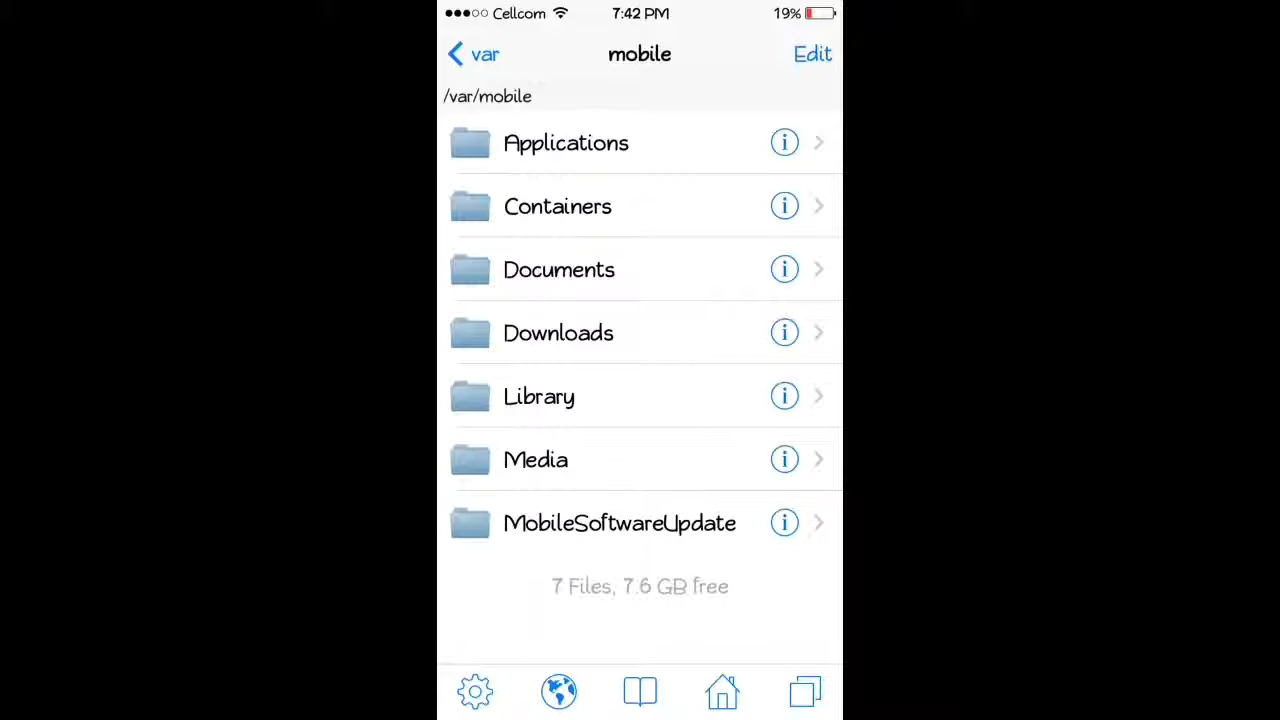 Cellcom 7:42 PM 19%
var mobile Edit
/var/mobile
Applications
Containers
Documents
Downloads
Library
Media
MobileSoftwareUpdate
7 Files, 7.6 GB free